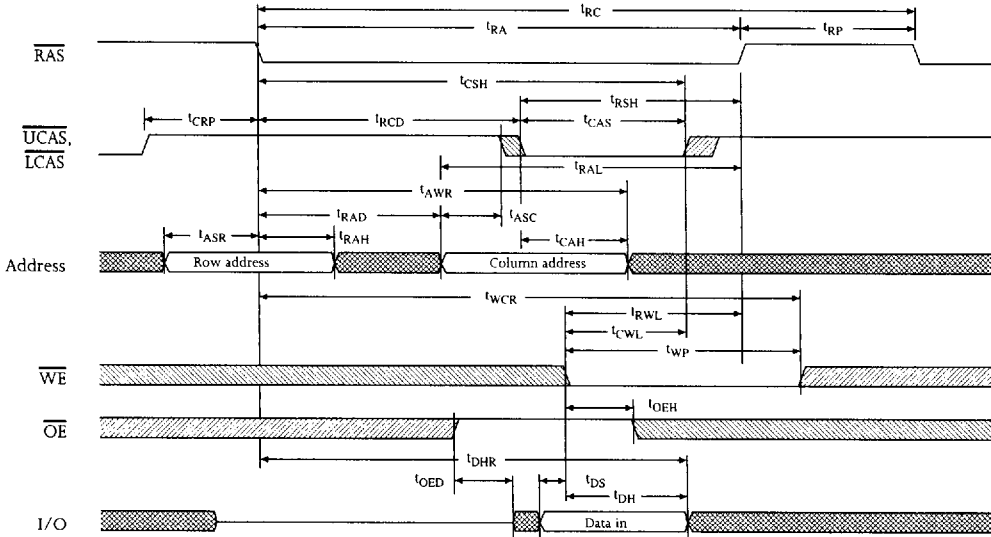 tRC
tRA
tRP
RAS
tCSH
tRSH
tCRP
tRCD
tCAS
UCAS,
LCAS
tRAL
tAWR
tRAD
tASC
tASR
tRAH
tCAH
Address
Row address
Column address
tWCR
tRWL
tCWL
tWP
WE
tOEH
OE
tDHR
tOED
tDS
tDH
I/O
Data in